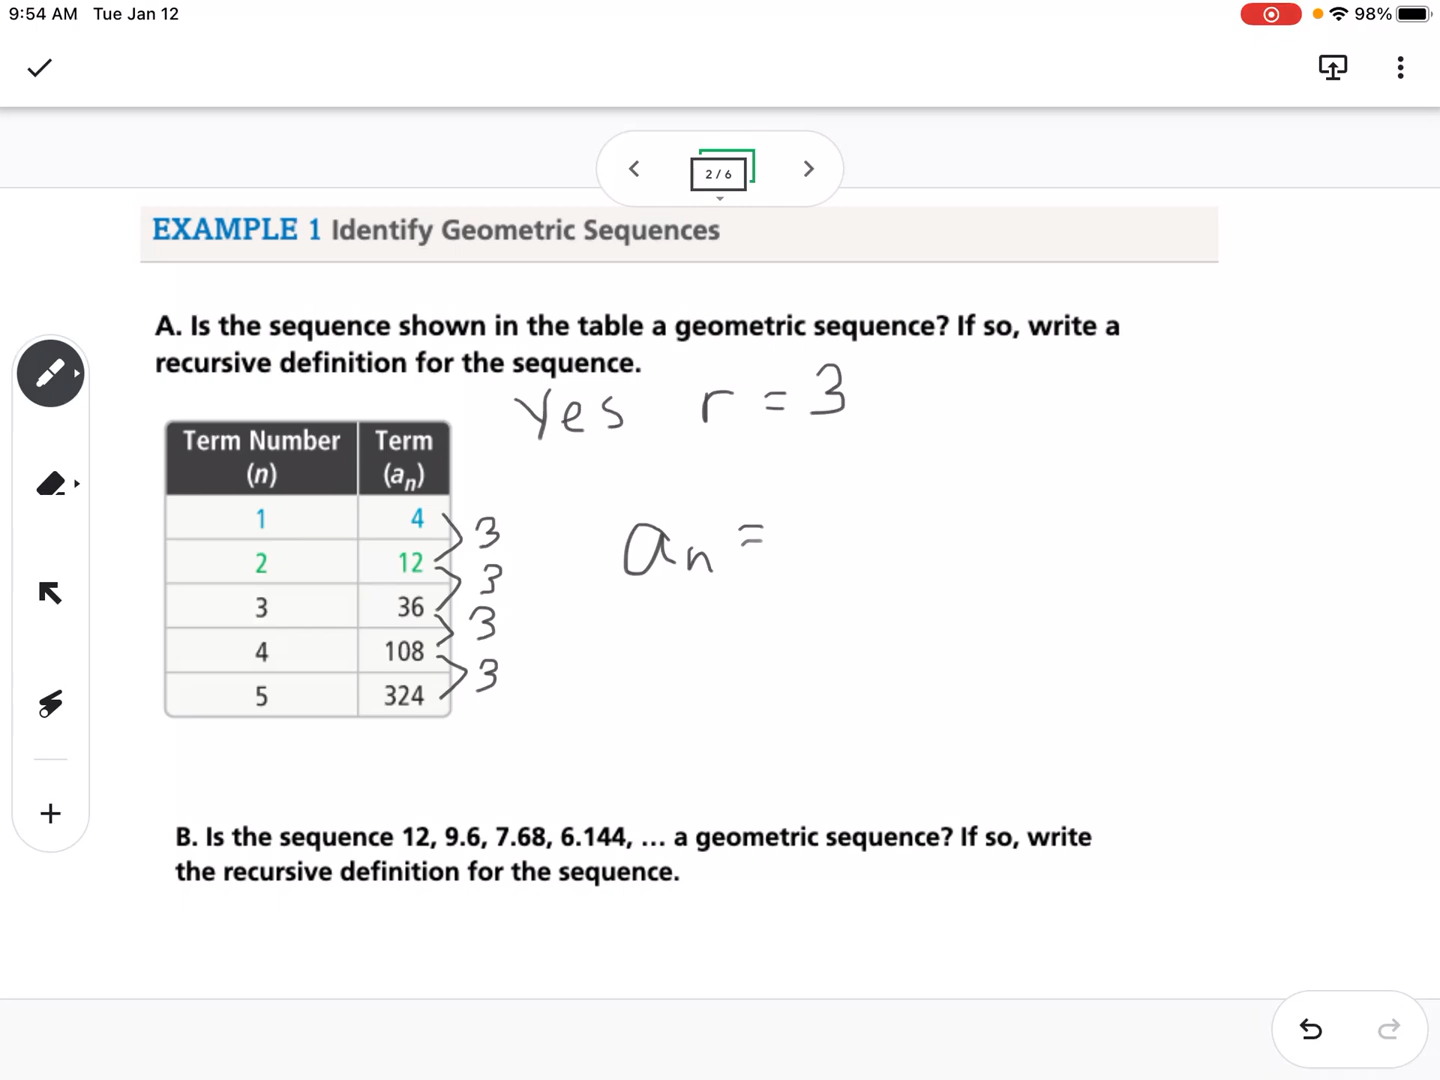 9:54 AM Tue Jan 12
98%
2 / 6
EXAMPLE 1 Identify Geometric Sequences
A. Is the sequence shown in the table a geometric sequence? If so, write a
recursive definition for the sequence.
Yes r = 3
Term Number (n) Term (aₙ)
1 4
2 12
3 36
4 108
5 324
3
3
3
3
aₙ =
B. Is the sequence 12, 9.6, 7.68, 6.144, ... a geometric sequence? If so, write
the recursive definition for the sequence.